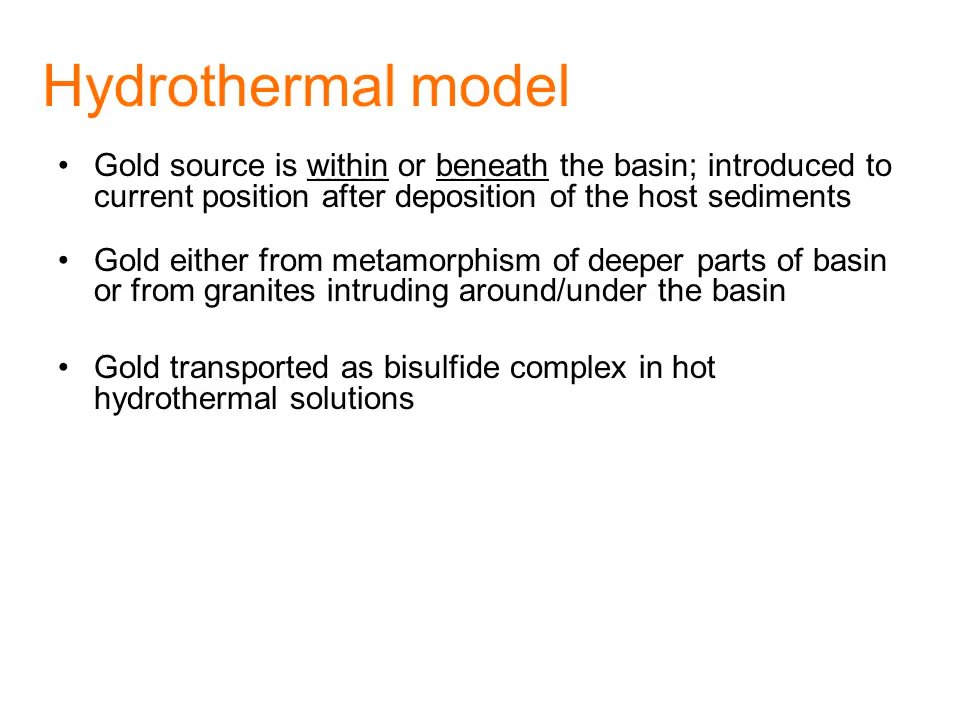 Hydrothermal model
• Gold source is within or beneath the basin; introduced to
current position after deposition of the host sediments
• Gold either from metamorphism of deeper parts of basin
or from granites intruding around/under the basin
• Gold transported as bisulfide complex in hot
hydrothermal solutions